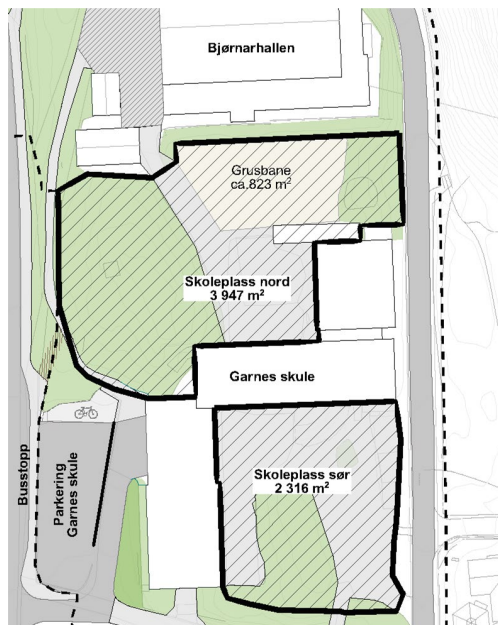 Bjørnarhallen
Grusbane
ca.823 m²
Skoleplass nord
3 947 m²
Garnes skule
Skoleplass sør
2 316 m²
Busstopp
Parkering
Garnes skule